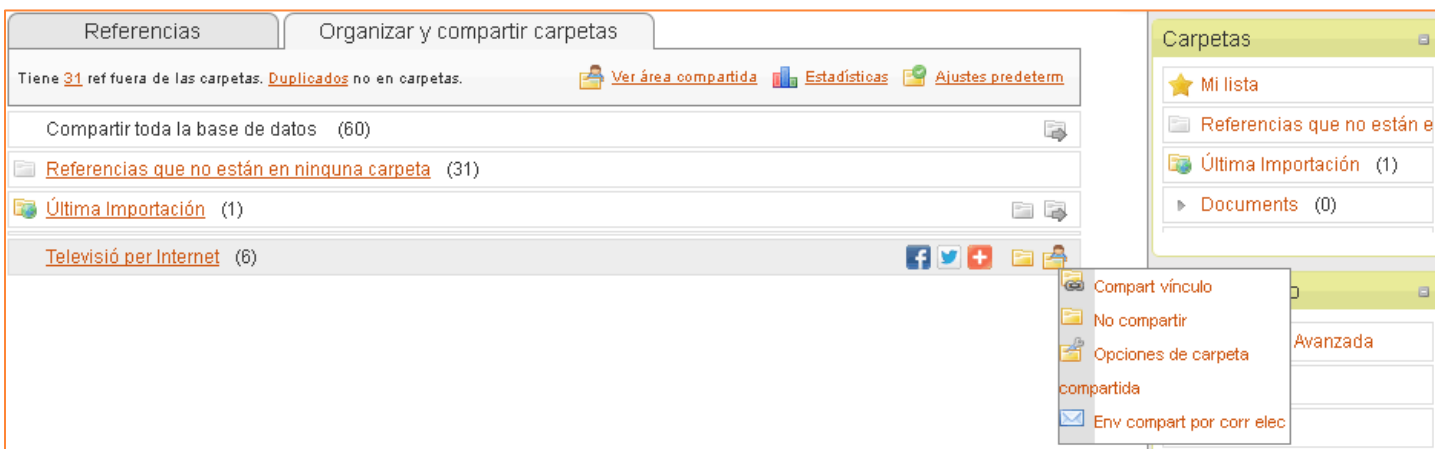 Referencias
Organizar y compartir carpetas
Tiene 31 ref fuera de las carpetas. Duplicados no en carpetas.
Ver área compartida
Estadísticas
Ajustes predeterm
Compartir toda la base de datos (60)
Referencias que no están en ninguna carpeta (31)
Última Importación (1)
Televisió per Internet (6)
Compart vínculo
No compartir
Opciones de carpeta
compartida
Env compart por corr elec
Carpetas
Mi lista
Referencias que no están e
Última Importación (1)
Documents (0)
Avanzada